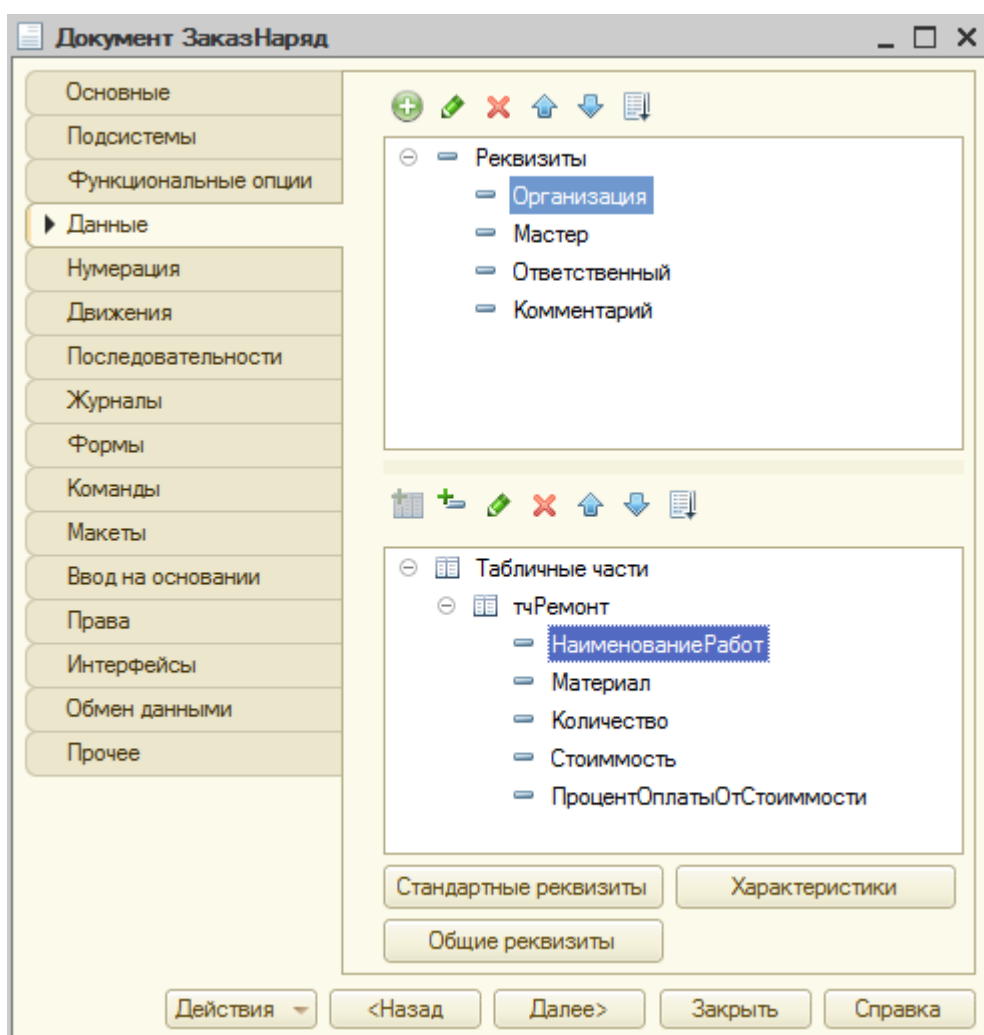 Документ ЗаказНаряд
Основные
Подсистемы
Функциональные опции
Данные
Нумерация
Движения
Последовательности
Журналы
Формы
Команды
Макеты
Ввод на основании
Права
Интерфейсы
Обмен данными
Прочее
Реквизиты
Организация
Мастер
Ответственный
Комментарий
Табличные части
тчРемонт
НаименованиеРабот
Материал
Количество
Стоиммость
ПроцентОплатыОтСтоиммости
Стандартные реквизиты
Характеристики
Общие реквизиты
Действия
<Назад
Далее>
Закрыть
Справка